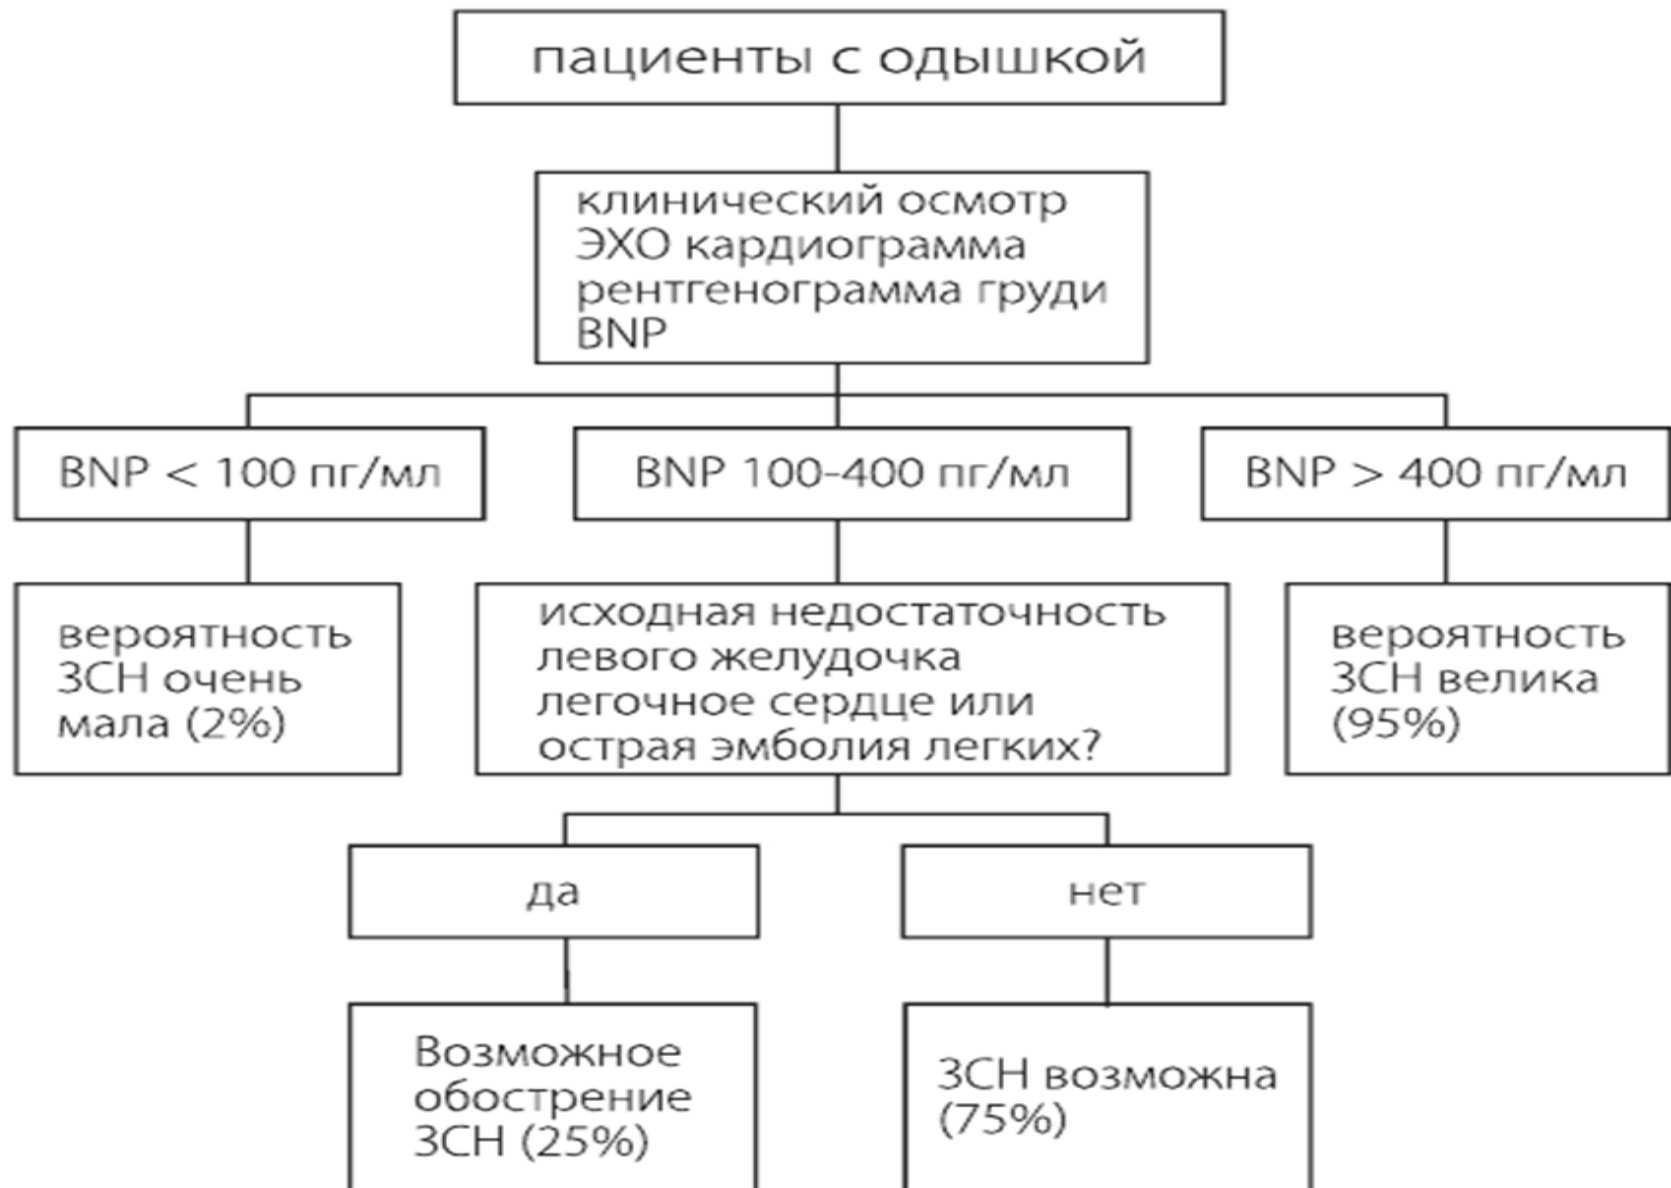 пациенты с одышкой
клинический осмотр
ЭХО кардиограмма
рентгенограмма груди
BNP
BNP < 100 пг/мл
BNP 100-400 пг/мл
BNP > 400 пг/мл
вероятность
ЗСН очень
мала (2%)
исходная недостаточность
левого желудочка
легочное сердце или
острая эмболия легких?
вероятность
ЗСН велика
(95%)
да
нет
Возможное
обострение
ЗСН (25%)
ЗСН возможна
(75%)